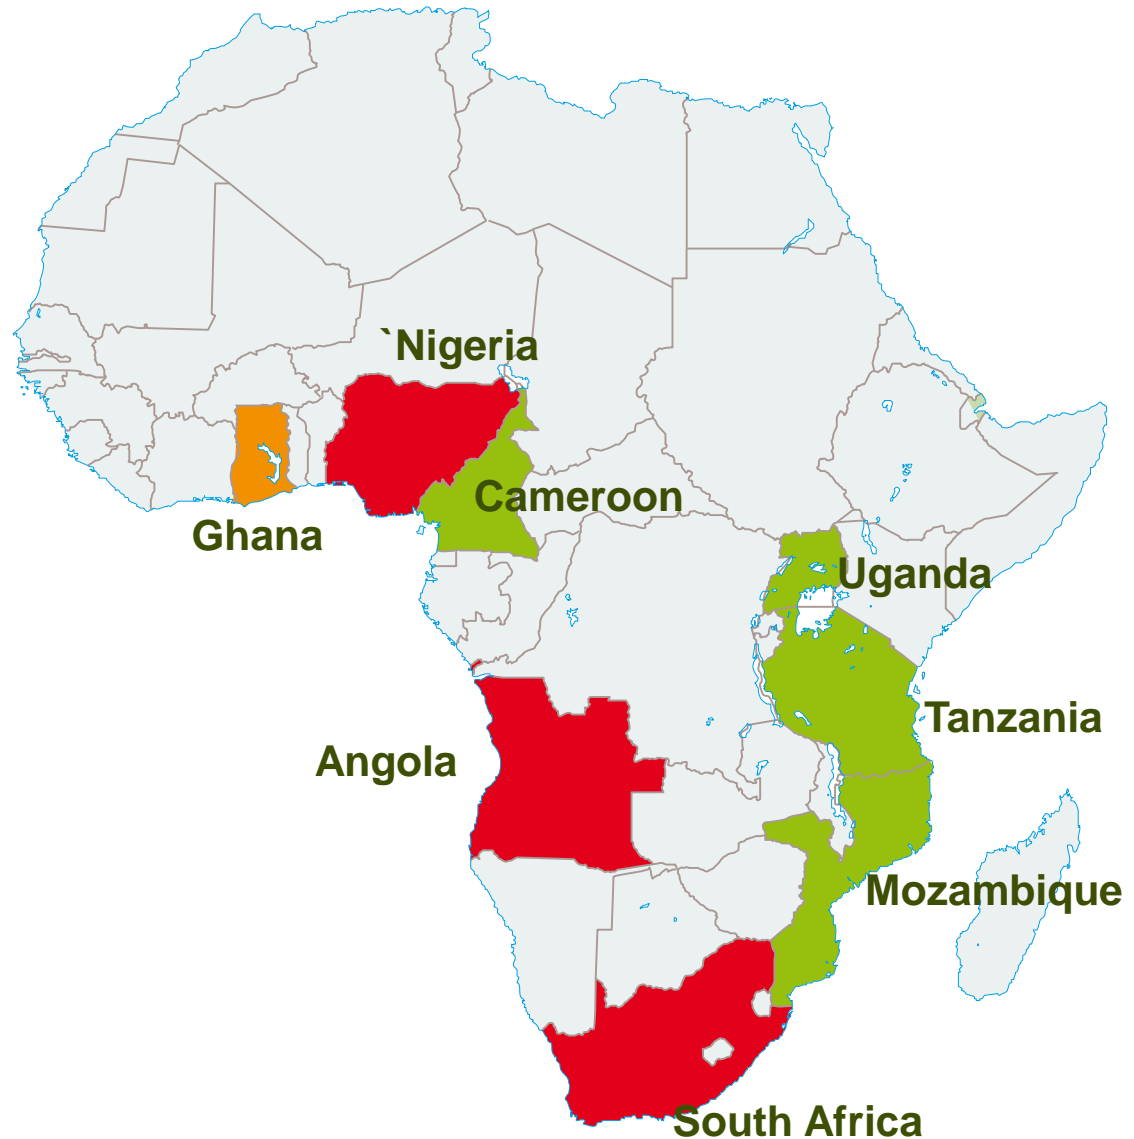 `Nigeria
Cameroon
Ghana
Uganda
Tanzania
Angola
Mozambique
South Africa